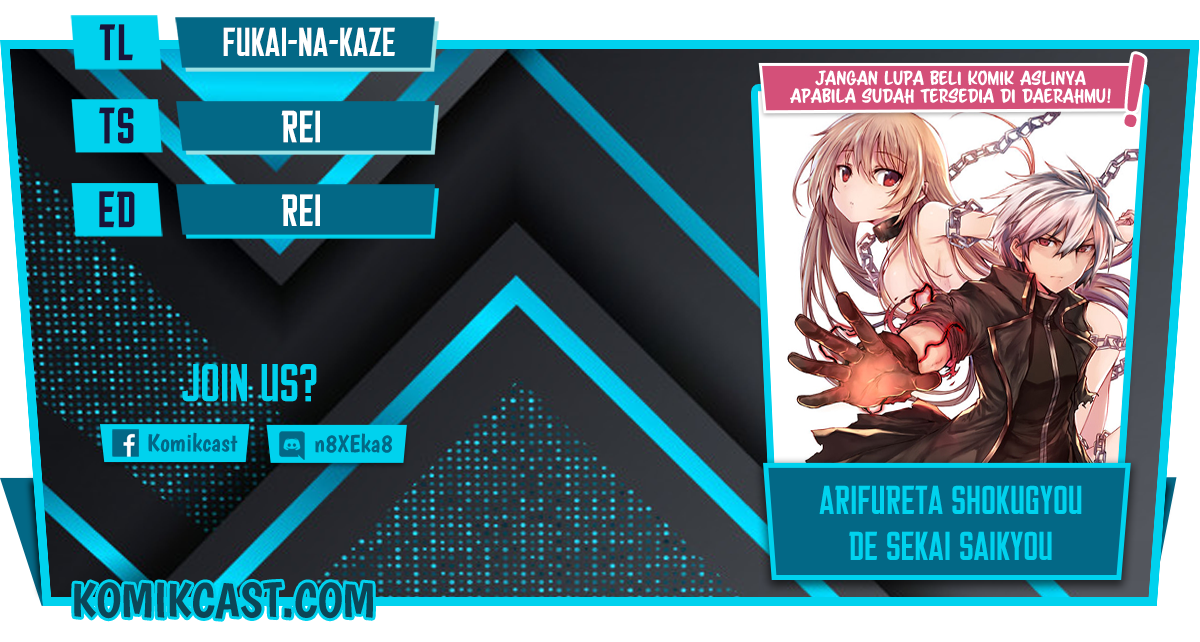 TL
FUKAI-NA-KAZE
TS
REI
ED
REI
JOIN US?
Komikcast
n8XEka8
KOMIKCAST.COM
JANGAN LUPA BELI KOMIK ASLINYA
APABILA SUDAH TERSEDIA DI DAERAHMU!
ARIFURETA SHOKUGYOU
DE SEKAI SAIKYOU